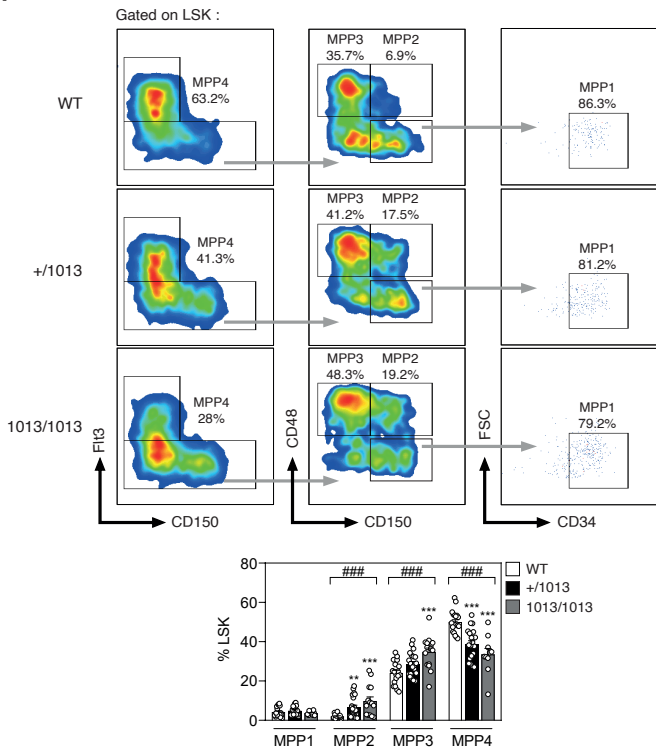 Gated on LSK :
WT
MPP4
63.2%
MPP3 MPP2
35.7% 6.9%
MPP1
86.3%
+/1013
MPP4
41.3%
MPP3 MPP2
41.2% 17.5%
MPP1
81.2%
1013/1013
MPP4
28%
MPP3 MPP2
48.3% 19.2%
MPP1
79.2%
Flt3
CD150
CD48
CD150
FSC
CD34
% LSK
80
60
40
20
0
###
###
###
** ***
***
*** ***
WT
+/1013
1013/1013
MPP1 MPP2 MPP3 MPP4